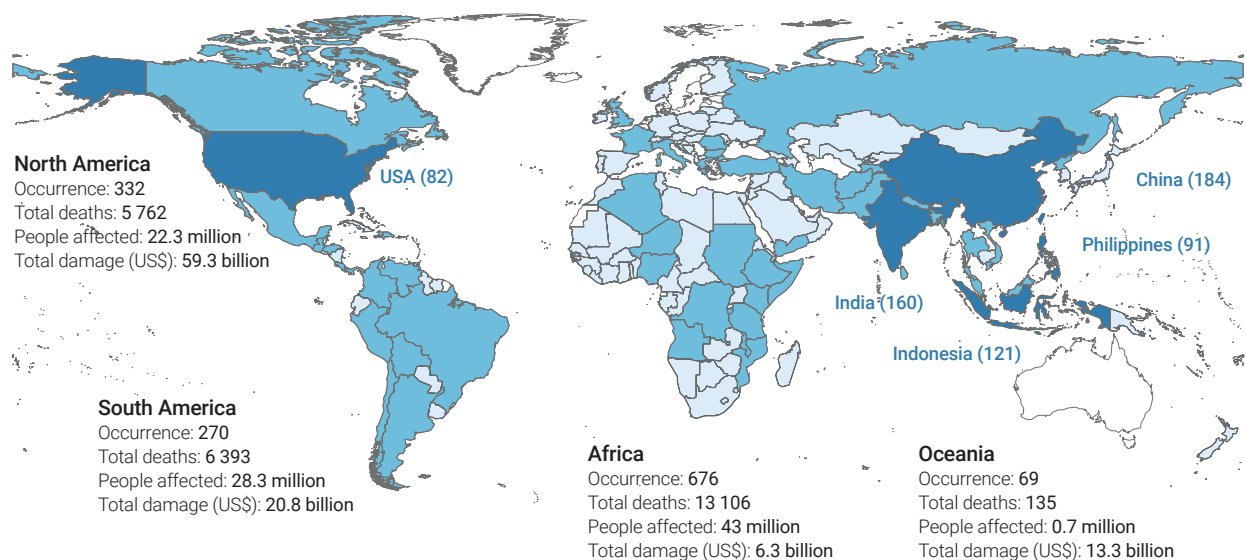 North America
Occurrence: 332
Total deaths: 5 762
People affected: 22.3 million
Total damage (US$): 59.3 billion
USA (82)
China (184)
Philippines (91)
India (160)
Indonesia (121)
South America
Occurrence: 270
Total deaths: 6 393
People affected: 28.3 million
Total damage (US$): 20.8 billion
Africa
Occurrence: 676
Total deaths: 13 106
People affected: 43 million
Total damage (US$): 6.3 billion
Oceania
Occurrence: 69
Total deaths: 135
People affected: 0.7 million
Total damage (US$): 13.3 billion